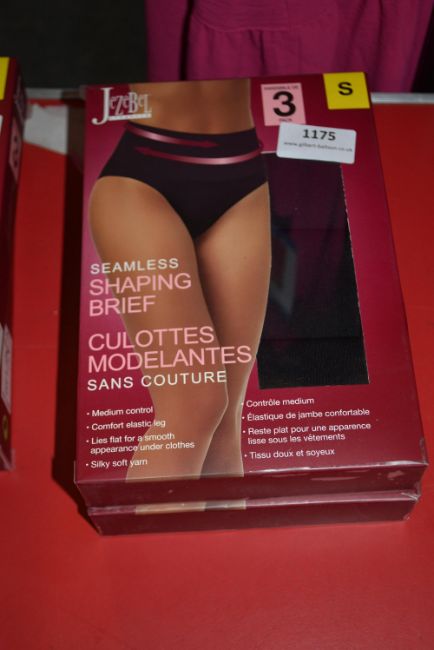 JezeBel
3
PACK
S
1175
www.gilbert-baitson.co.uk
SEAMLESS
SHAPING
BRIEF
CULOTTES
MODELANTES
SANS COUTURE
• Medium control
• Comfort elastic leg
• Lies flat for a smooth
appearance under clothes
• Silky soft yarn
• Contrôle medium
• Élastique de jambe confortable
• Reste plat pour une apparence
lisse sous les vêtements
• Tissu doux et soyeux